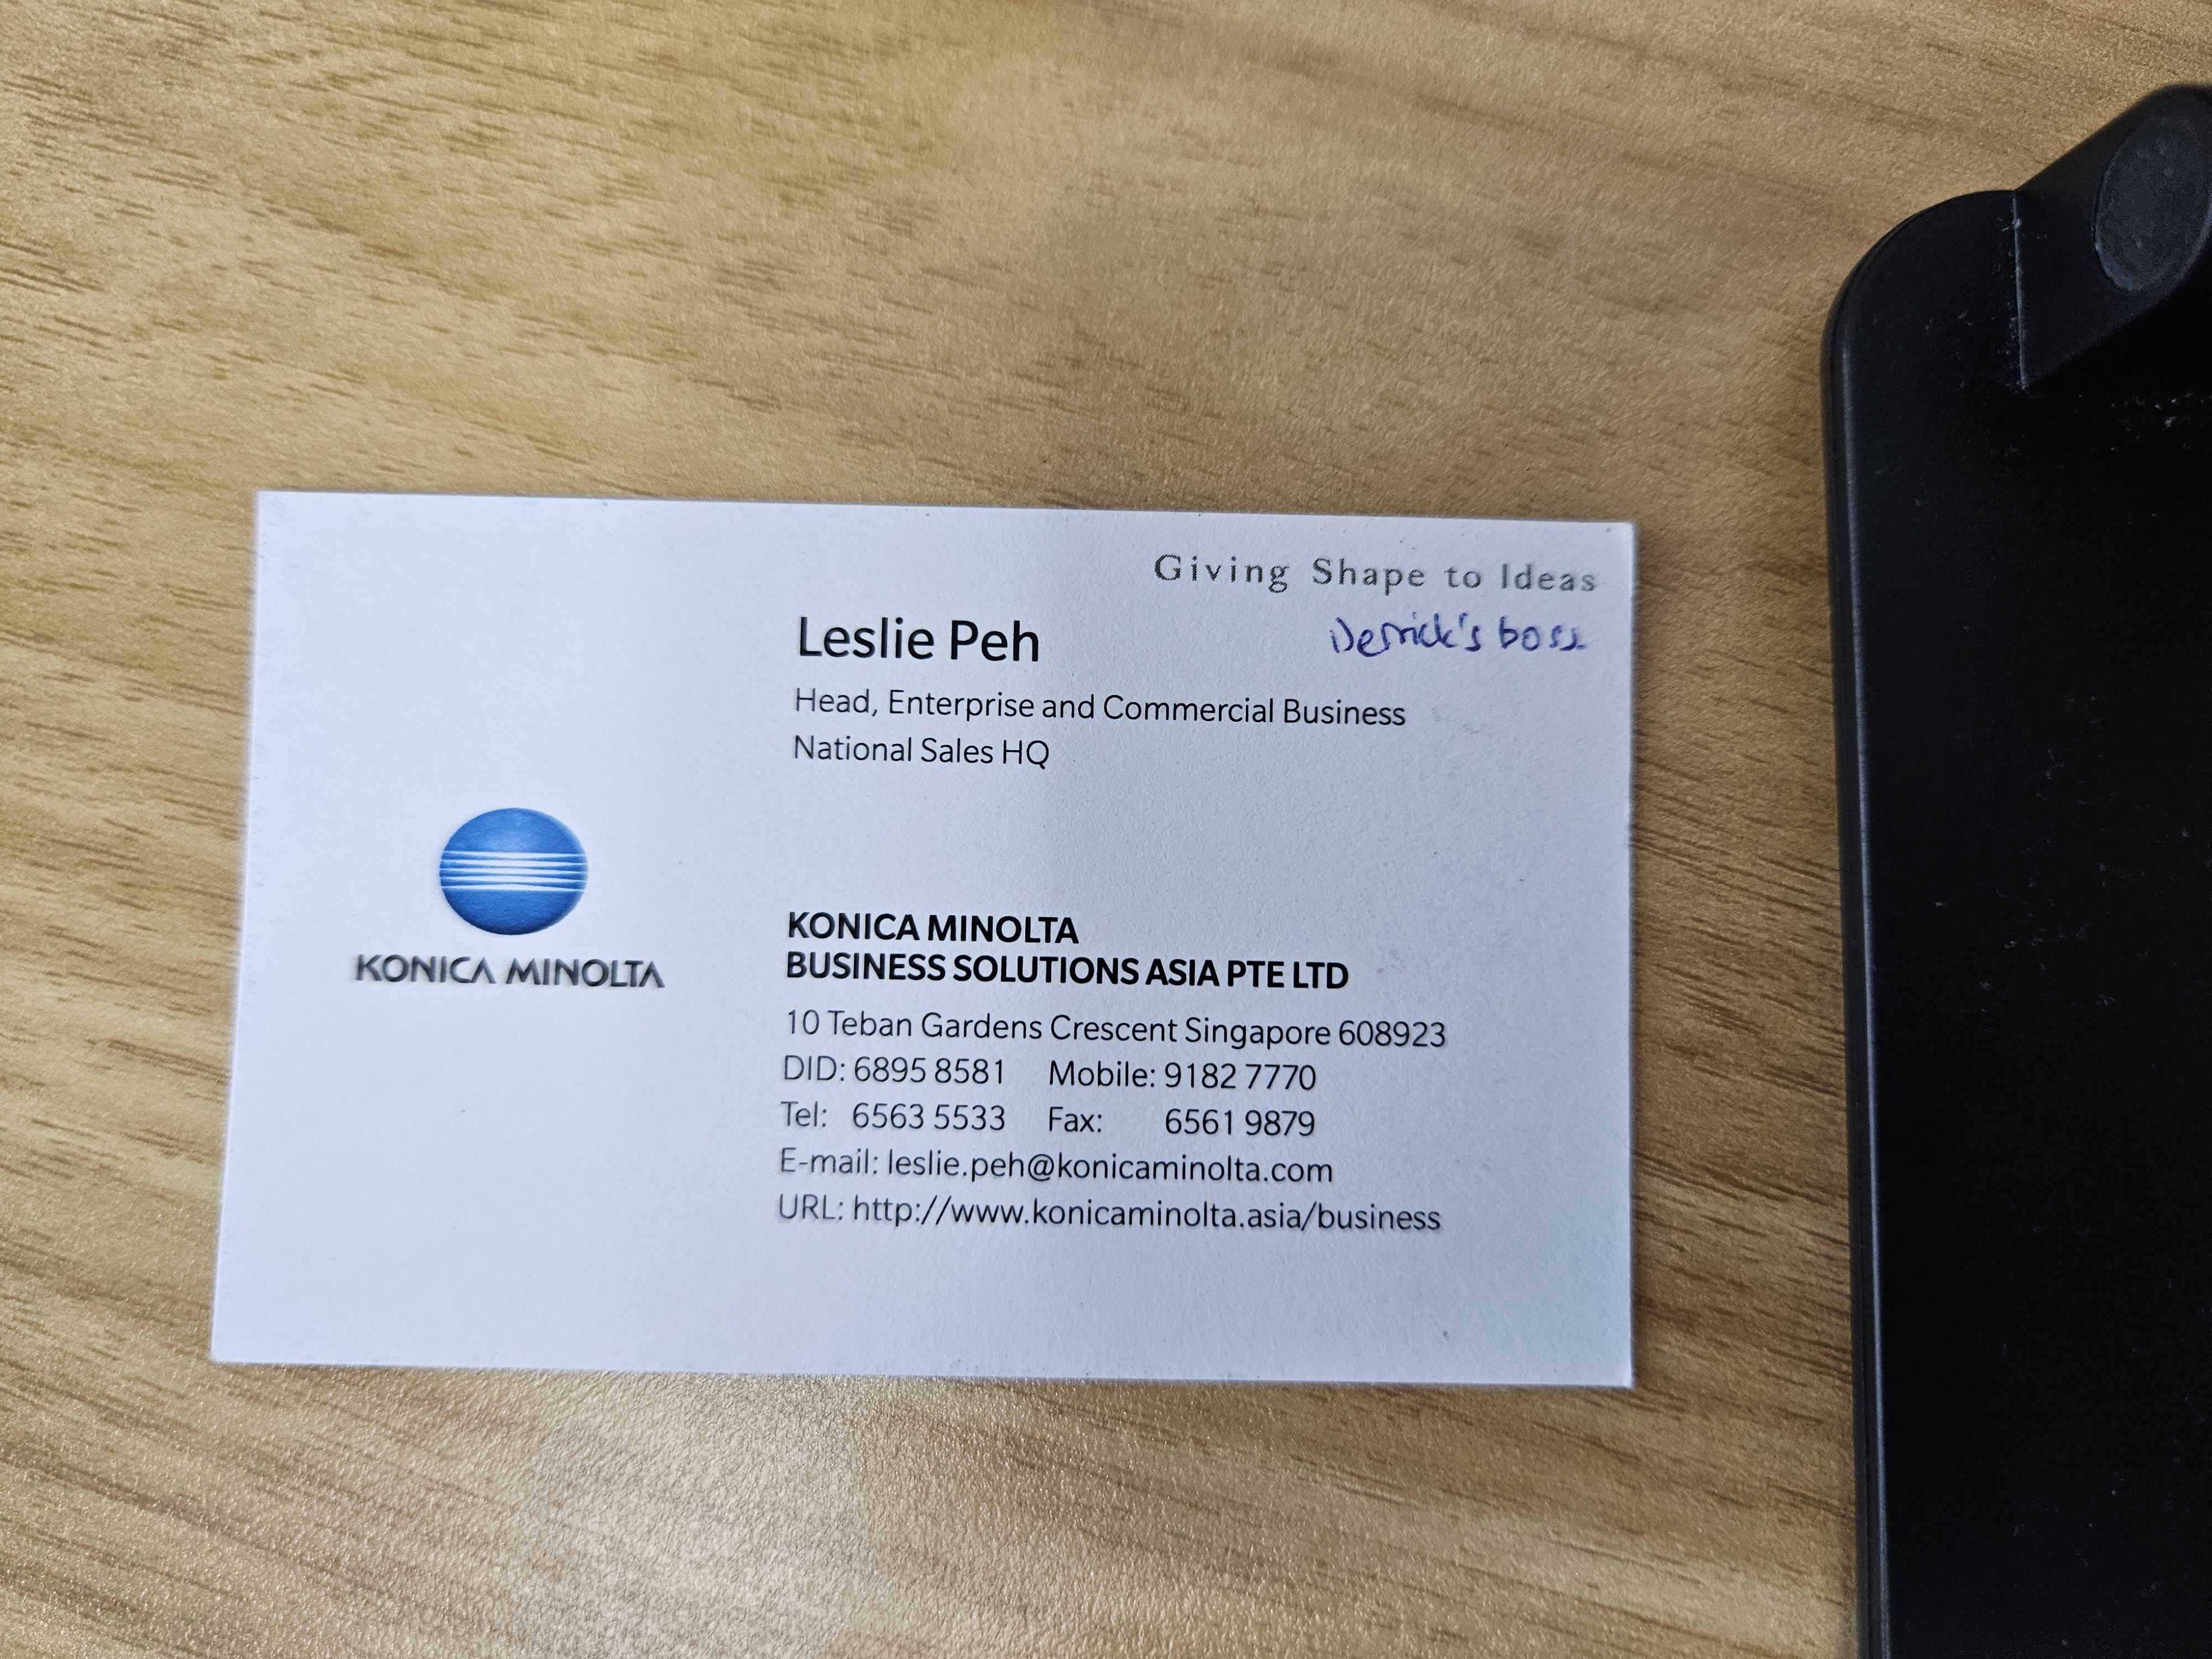 Giving Shape to Ideas
Leslie Peh
Derrick's boss
Head, Enterprise and Commercial Business
National Sales HQ
KONICA MINOLTA
KONICA MINOLTA
BUSINESS SOLUTIONS ASIA PTE LTD
10 Teban Gardens Crescent Singapore 608923
DID: 6895 8581 Mobile: 9182 7770
Tel: 6563 5533 Fax: 6561 9879
E-mail: leslie.peh@konicaminolta.com
URL: http://www.konicaminolta.asia/business